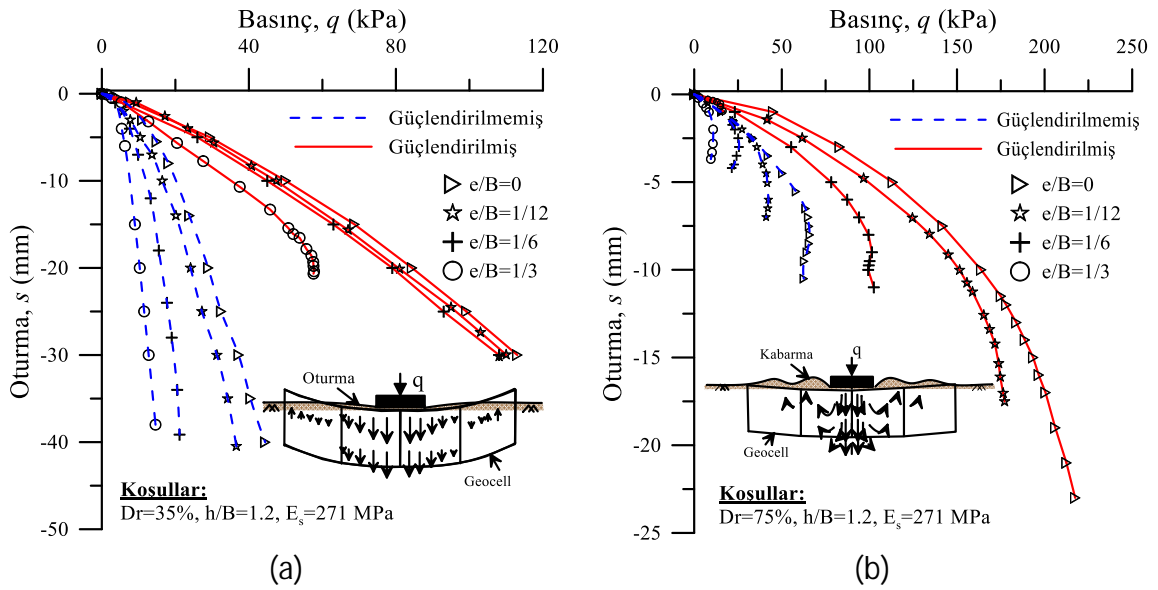 Basınç, q (kPa)
0 40 80 120
0
-10
-20
-30
-40
-50
Oturma, s (mm)
Güçlendirilmemiş
Güçlendirilmiş
e/B=0
e/B=1/12
e/B=1/6
e/B=1/3
Oturma
q
Geocell
Koşullar:
Dr=35%, h/B=1.2, Es=271 MPa
(a)
Basınç, q (kPa)
0 50 100 150 200 250
0
-5
-10
-15
-20
-25
Oturma, s (mm)
Güçlendirilmemiş
Güçlendirilmiş
e/B=0
e/B=1/12
e/B=1/6
e/B=1/3
q
Kabarma
Geocell
Koşullar:
Dr=75%, h/B=1.2, Es=271 MPa
(b)